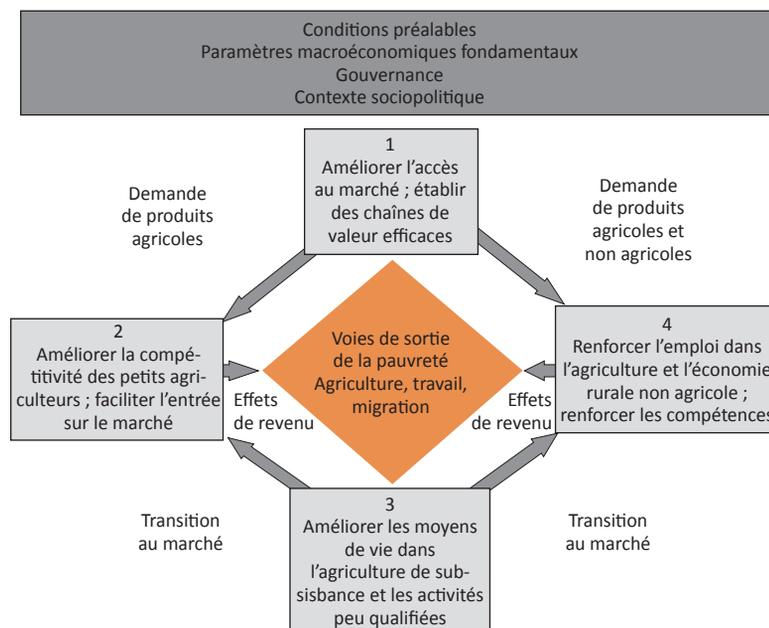 Conditions préalables
Paramètres macroéconomiques fondamentaux
Gouvernance
Contexte sociopolitique
1
Améliorer l’accès
au marché ; établir
des chaînes de
valeur efficaces
Demande
de produits
agricoles
Demande
de produits
agricoles et
non agricoles
2
Améliorer la compé-
titivité des petits agri-
culteurs ; faciliter l’entrée
sur le marché
Voies de sortie
de la pauvreté
Agriculture, travail,
migration
4
Renforcer l’emploi dans
l’agriculture et l’économie
rurale non agricole ;
renforcer les compétences
Effets
de revenu
Effets
de revenu
Transition
au marché
3
Améliorer les moyens
de vie dans
l’agriculture de sub-
sisbance et les activités
peu qualifiées
Transition
au marché